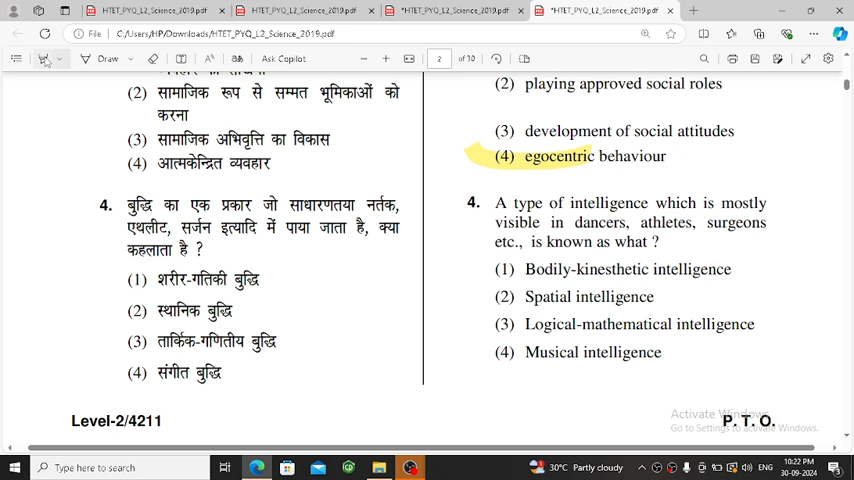 HTET_PYQ_L2_Science_2019.pdf
HTET_PYQ_L2_Science_2019.pdf
*HTET_PYQ_L2_Science_2019.pdf
*HTET_PYQ_L2_Science_2019.pdf
File
C:/Users/HP/Downloads/HTET_PYQ_L2_Science_2019.pdf
Draw
Ask Copilot
2 of 30
(2) सामाजिक रूप से सम्मत भूमिकाओं को
करना
(3) सामाजिक अभिवृत्ति का विकास
(4) आत्मकेन्द्रित व्यवहार
4. बुद्धि का एक प्रकार जो साधारणतया नर्तक,
एथलीट, सर्जन इत्यादि में पाया जाता है, क्या
कहलाता है ?
(1) शरीर-गतिकी बुद्धि
(2) स्थानिक बुद्धि
(3) तार्किक-गणितीय बुद्धि
(4) संगीत बुद्धि
(2) playing approved social roles
(3) development of social attitudes
(4) egocentric behaviour
4. A type of intelligence which is mostly
visible in dancers, athletes, surgeons
etc., is known as what ?
(1) Bodily-kinesthetic intelligence
(2) Spatial intelligence
(3) Logical-mathematical intelligence
(4) Musical intelligence
Level-2/4211
P. T. O.
Activate Windows
Go to Settings to activate Windows.
Type here to search
30°C Partly cloudy
ENG
10:22 PM
30-09-2024